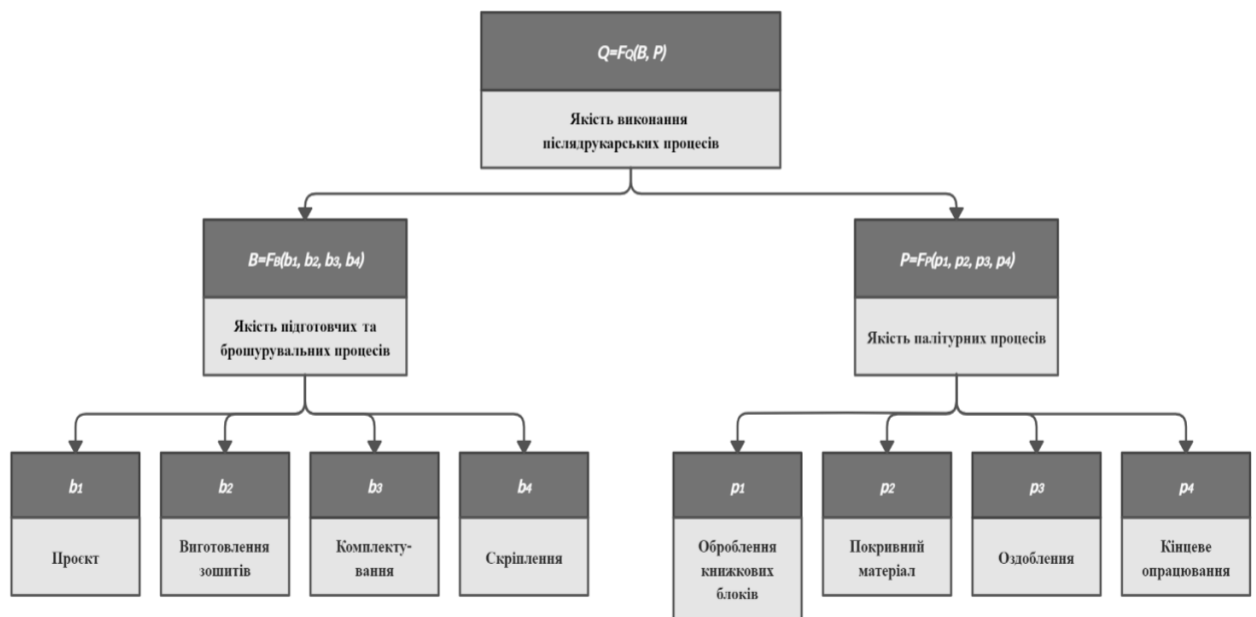 Q=FQ(B, P)
Якість виконання
післядрукарських процесів
B=FB(b1, b2, b3, b4)
Якість підготовчих та
брошурувальних процесів
P=FP(p1, p2, p3, p4)
Якість палітурних процесів
b1
Проєкт
b2
Виготовлення
зошитів
b3
Комплекту-
вання
b4
Скріплення
p1
Оброблення
книжкових
блоків
p2
Покривний
матеріал
p3
Оздоблення
p4
Кінцеве
опрацювання